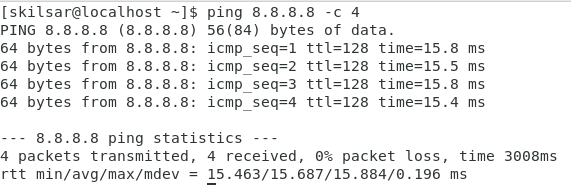 [skilsar@localhost ~]$ ping 8.8.8.8 -c 4
PING 8.8.8.8 (8.8.8.8) 56(84) bytes of data.
64 bytes from 8.8.8.8: icmp_seq=1 ttl=128 time=15.8 ms
64 bytes from 8.8.8.8: icmp_seq=2 ttl=128 time=15.5 ms
64 bytes from 8.8.8.8: icmp_seq=3 ttl=128 time=15.8 ms
64 bytes from 8.8.8.8: icmp_seq=4 ttl=128 time=15.4 ms
--- 8.8.8.8 ping statistics ---
4 packets transmitted, 4 received, 0% packet loss, time 3008ms
rtt min/avg/max/mdev = 15.463/15.687/15.884/0.196 ms